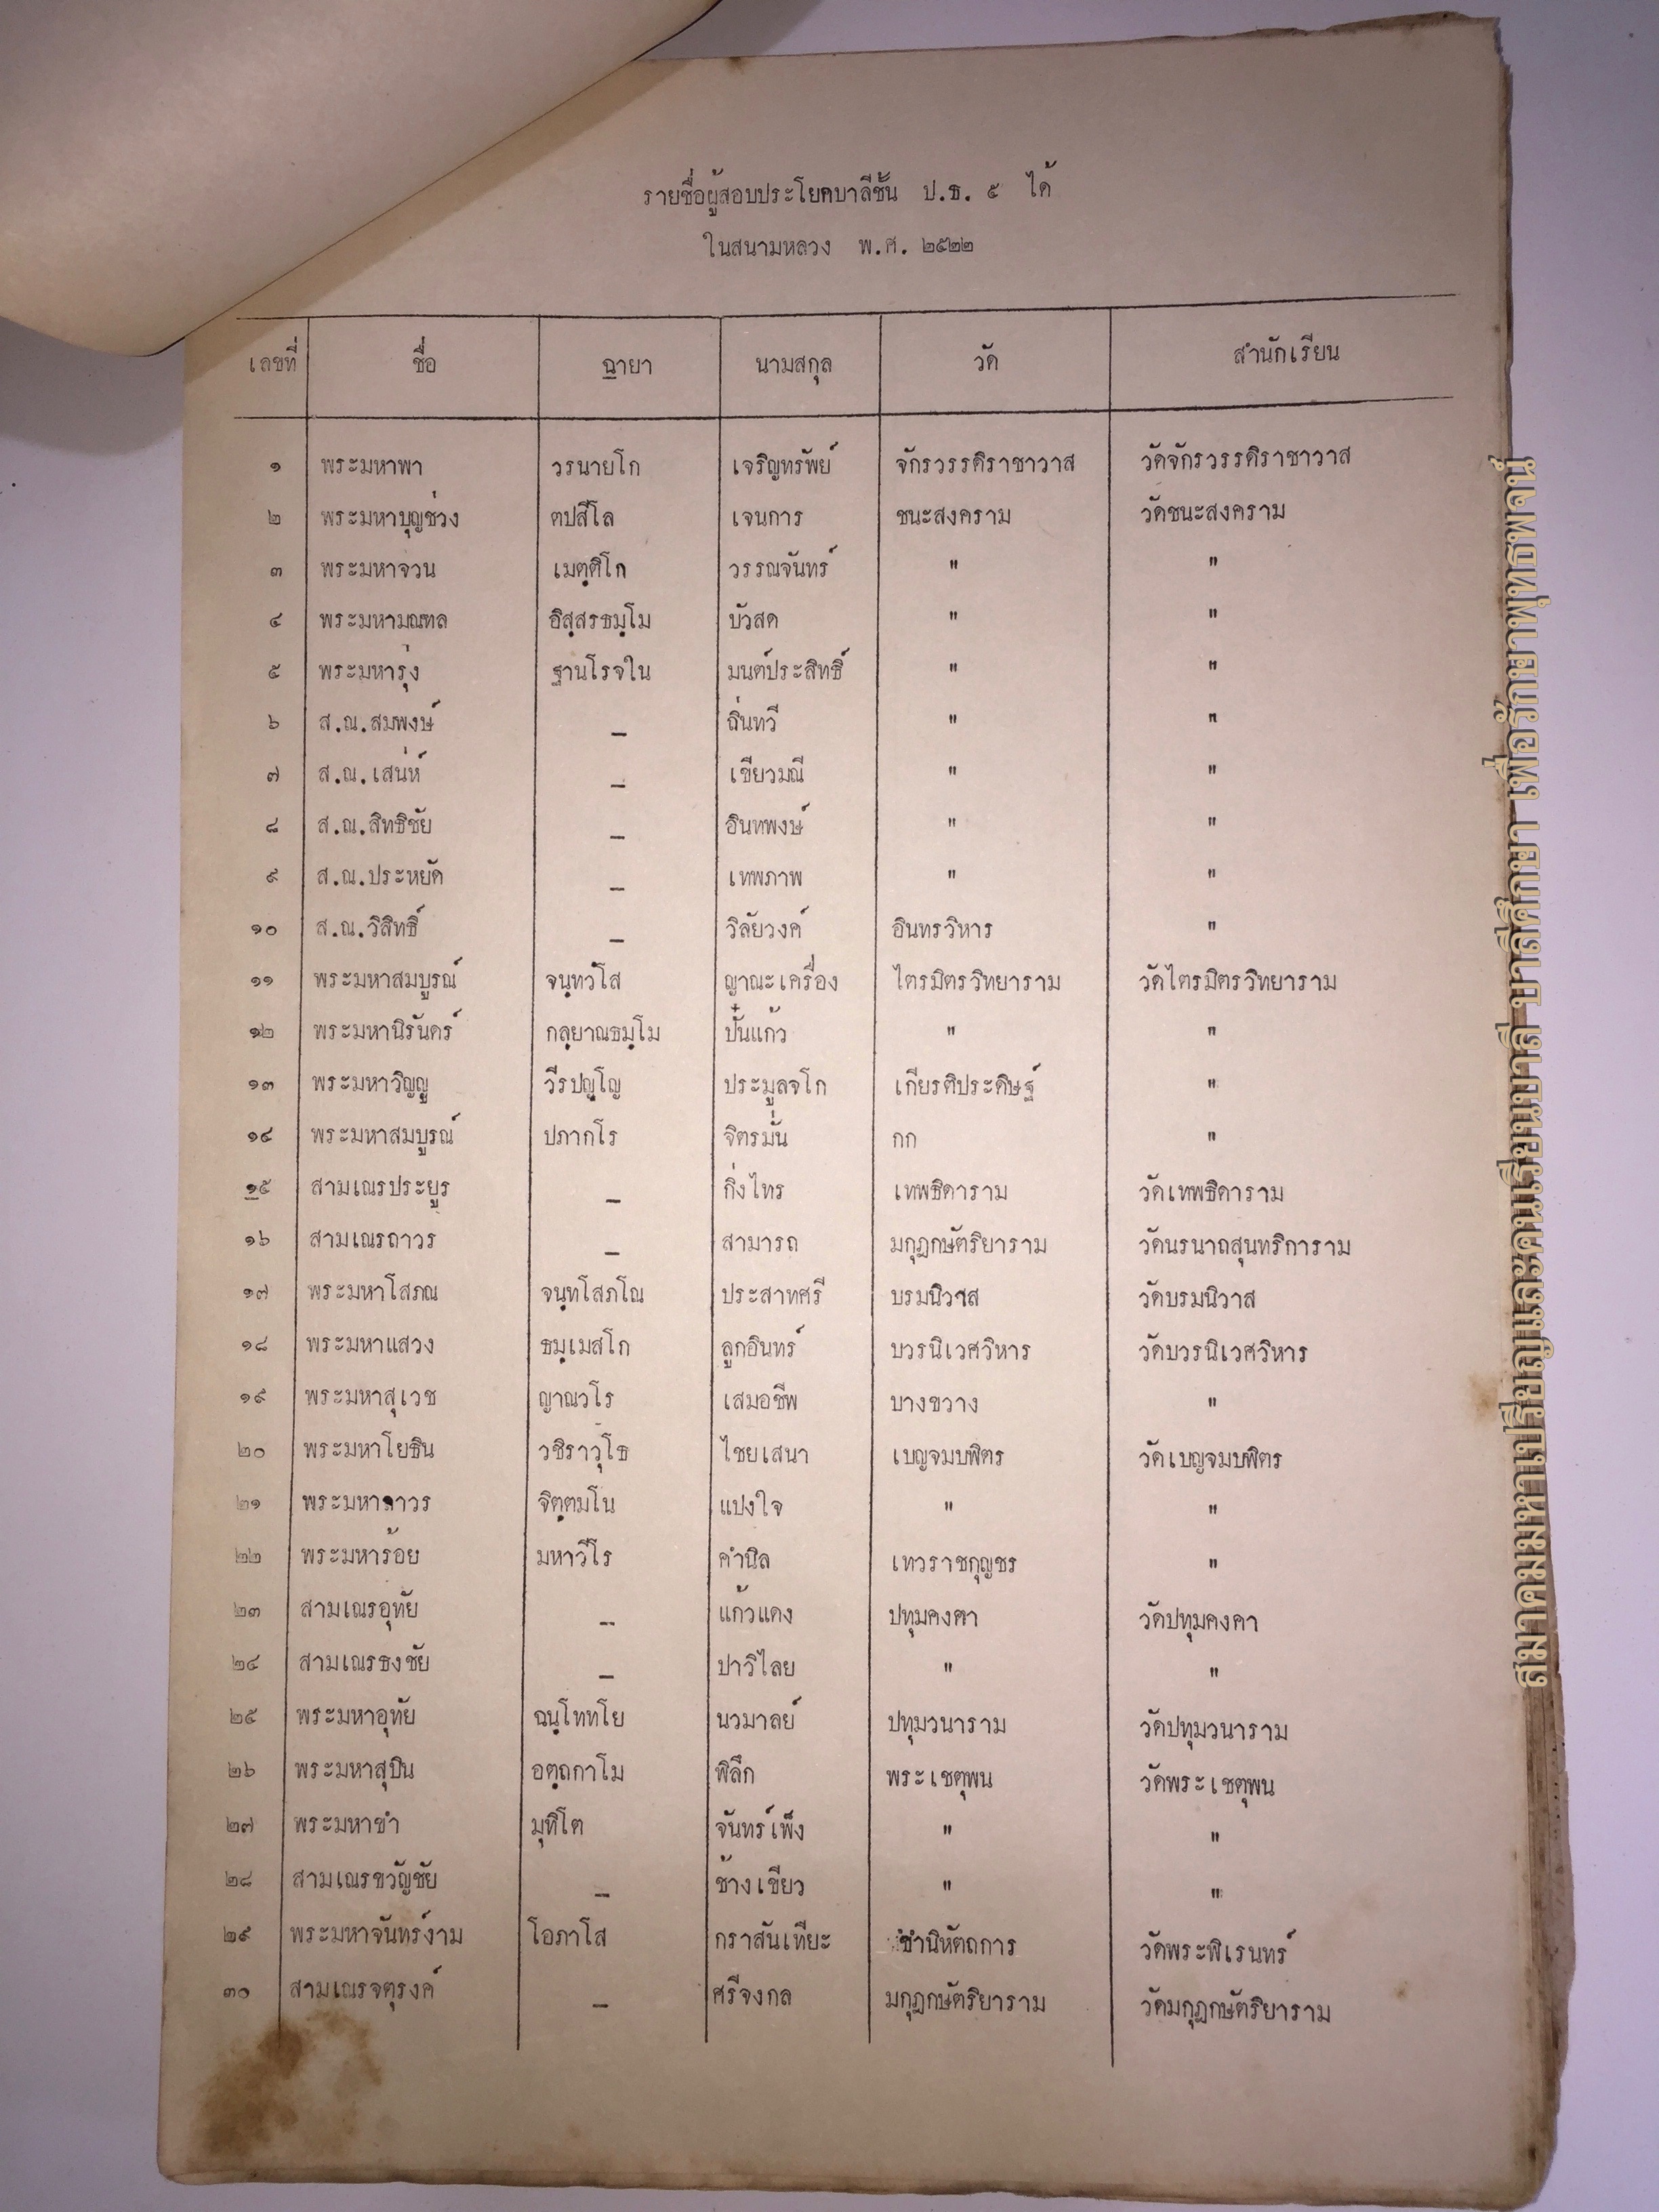 รายชื่อผู้สอบประโยคบาลีชั้น ป.ธ. ๕ ได้
ในสนามหลวง พ.ศ. ๒๕๒๒
เลขที่ ชื่อ ฉายา นามสกุล วัด สำนักเรียน
๑ พระมหาพา วรนายโก เจริญทรัพย์ จักรวรรดิราชาวาส วัดจักรวรรดิราชาวาส
๒ พระมหาบุญช่วง ตปสีโล เจนการ ชนะสงคราม วัดชนะสงคราม
๓ พระมหาจวน เมตฺติโก วรรณจันทร์ " "
๔ พระมหามณฑล อิสฺสรธมฺโม บัวสด " "
๕ พระมหารุ่ง ฐานโรจใน มนต์ประสิทธิ์ " "
๖ ส.ณ.สมพงษ์ _ ถิ่นทวี " "
๗ ส.ณ.เสน่ห์ _ เขียวมณี " "
๘ ส.ณ.สิทธิชัย _ อินทพงษ์ " "
๙ ส.ณ.ประหยัด _ เทพภาพ " "
๑๐ ส.ณ.วิสิทธิ์ _ วิลัยวงศ์ อินทรวิหาร "
๑๑ พระมหาสมบูรณ์ จนฺทวํโส ญาณะเครื่อง ไตรมิตรวิทยาราม วัดไตรมิตรวิทยาราม
๑๒ พระมหานิรันดร์ กลฺยาณธมฺโม ปั๋นแก้ว " "
๑๓ พระมหาวิญญู วีรปญฺโญ ประมูลจโก เกียรติประดิษฐ์ "
๑๔ พระมหาสมบูรณ์ ปภากโร จิตรมั่น กก "
๑๕ สามเณรประยูร _ กิ่งไทร เทพธิดาราม วัดเทพธิดาราม
๑๖ สามเณรถาวร _ สามารถ มกุฏกษัตริยาราม วัดนรนาถสุนทริการาม
๑๗ พระมหาโสภณ จนฺทโสภโณ ประสาทศรี บรมนิวาส วัดบรมนิวาส
๑๘ พระมหาแสวง ธมฺเมสโก ลูกอินทร์ บวรนิเวศวิหาร วัดบวรนิเวศวิหาร
๑๙ พระมหาสุเวช ญาณวโร เสมอชีพ บางขวาง "
๒๐ พระมหาโยธิน วชิราวุโธ ไชยเสนา เบญจมบพิตร วัดเบญจมบพิตร
๒๑ พระมหาถาวร จิตฺตมโน แปงใจ " "
๒๒ พระมหาร้อย มหาวีโร คำนิล เทวราชกุญชร "
๒๓ สามเณรอุทัย _ แก้วแดง ปทุมคงคา วัดปทุมคงคา
๒๔ สามเณรธงชัย _ ปาวิไลย " "
๒๕ พระมหาอุทัย ฉนฺโททโย นวมาลย์ ปทุมวนาราม วัดปทุมวนาราม
๒๖ พระมหาสุบิน อตฺถกาโม พิลึก พระเชตุพน วัดพระเชตุพน
๒๗ พระมหาขำ มุทิโต จันทร์เพ็ง " "
๒๘ สามเณรขวัญชัย _ ช้างเขียว " "
๒๙ พระมหาจันทร์งาม โอภาโส กราสันเทียะ ชำนิหัตถการ วัดพระพิเรนทร์
๓๐ สามเณรจตุรงค์ _ ศรีจงกล มกุฏกษัตริยาราม วัดมกุฏกษัตริยาราม
สมาคมมหาเปรียญและคนเรียนบาลี บาลีศึกษา เพื่อรักษาพุทธพจน์